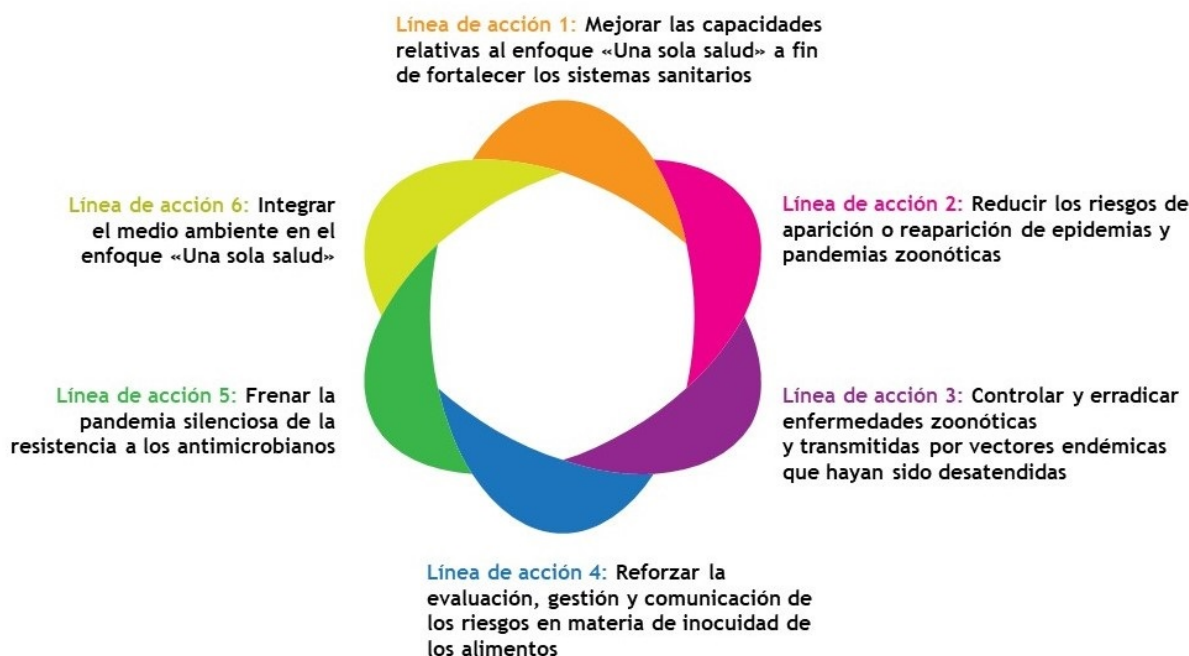 Línea de acción 1: Mejorar las capacidades
relativas al enfoque «Una sola salud» a fin
de fortalecer los sistemas sanitarios
Línea de acción 2: Reducir los riesgos de
aparición o reaparición de epidemias y
pandemias zoonóticas
Línea de acción 3: Controlar y erradicar
enfermedades zoonóticas
y transmitidas por vectores endémicas
que hayan sido desatendidas
Línea de acción 4: Reforzar la
evaluación, gestión y comunicación de
los riesgos en materia de inocuidad de
los alimentos
Línea de acción 5: Frenar la
pandemia silenciosa de la
resistencia a los antimicrobianos
Línea de acción 6: Integrar
el medio ambiente en el
enfoque «Una sola salud»